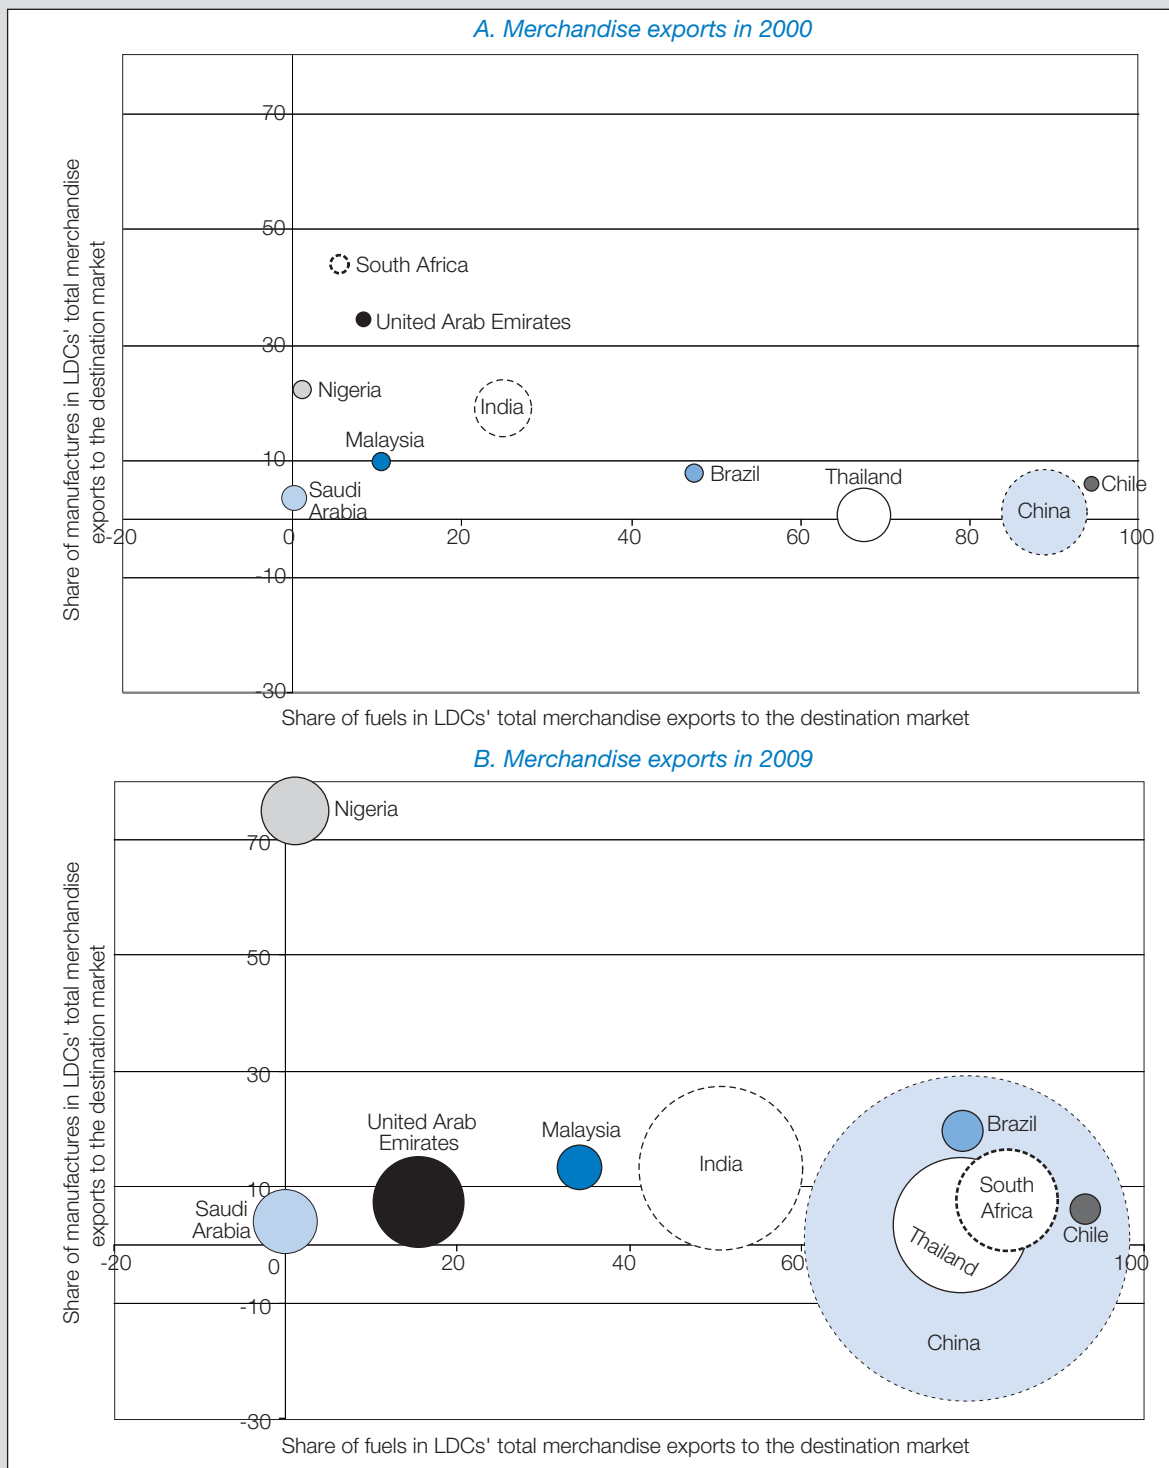 A. Merchandise exports in 2000
Share of manufactures in LDCs' total merchandise
exports to the destination market
70
50
South Africa
United Arab Emirates
30
Nigeria
India
Malaysia
10
Brazil
Thailand
Chile
Saudi
Arabia
China
-20
0
20
40
60
80
100
-10
-30
Share of fuels in LDCs' total merchandise exports to the destination market
B. Merchandise exports in 2009
Share of manufactures in LDCs' total merchandise
exports to the destination market
Nigeria
70
50
30
United Arab
Emirates
Malaysia
Brazil
India
10
South
Africa
Saudi
Arabia
Chile
Thailand
-20
0
20
40
60
100
-10
China
-30
Share of fuels in LDCs' total merchandise exports to the destination market